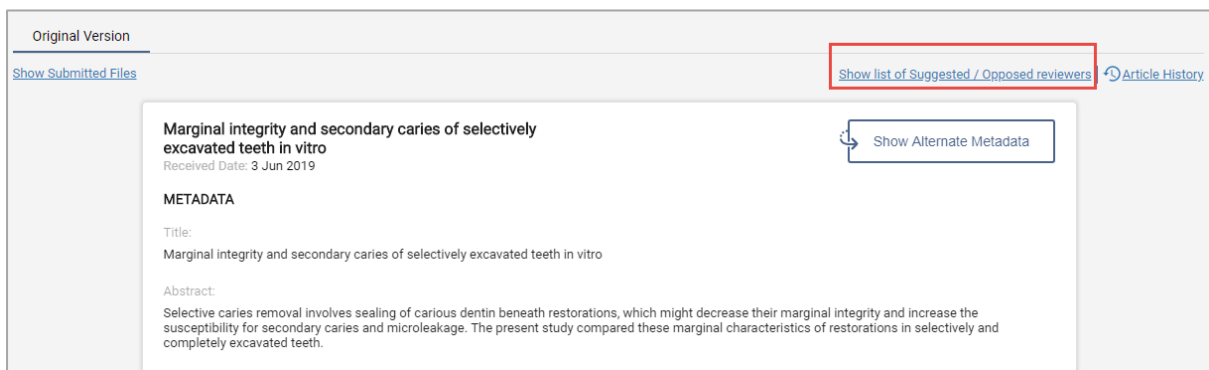 Original Version
Show Submitted Files
Show list of Suggested / Opposed reviewers
Article History
Marginal integrity and secondary caries of selectively
excavated teeth in vitro
Received Date: 3 Jun 2019
Show Alternate Metadata
METADATA
Title:
Marginal integrity and secondary caries of selectively excavated teeth in vitro
Abstract:
Selective caries removal involves sealing of carious dentin beneath restorations, which might decrease their marginal integrity and increase the
susceptibility for secondary caries and microleakage. The present study compared these marginal characteristics of restorations in selectively and
completely excavated teeth.